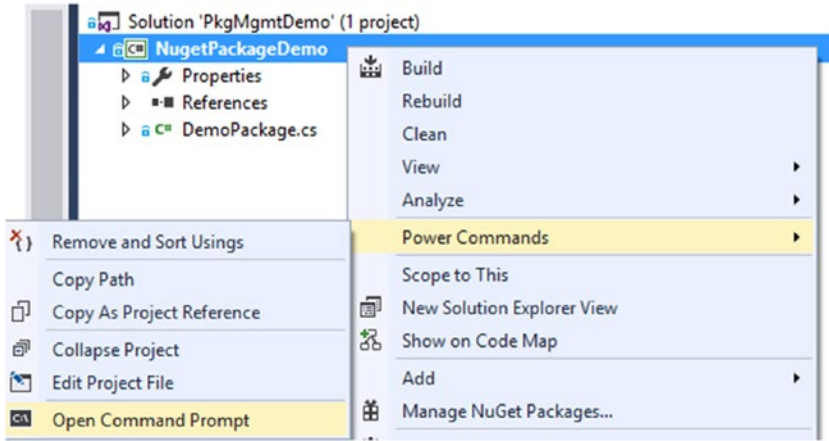 Solution 'PkgMgmtDemo' (1 project)
C# NugetPackageDemo
Properties
References
C# DemoPackage.cs
Build
Rebuild
Clean
View
Analyze
Power Commands
Scope to This
New Solution Explorer View
Show on Code Map
Add
Manage NuGet Packages...
Remove and Sort Usings
Copy Path
Copy As Project Reference
Collapse Project
Edit Project File
C:\ Open Command Prompt